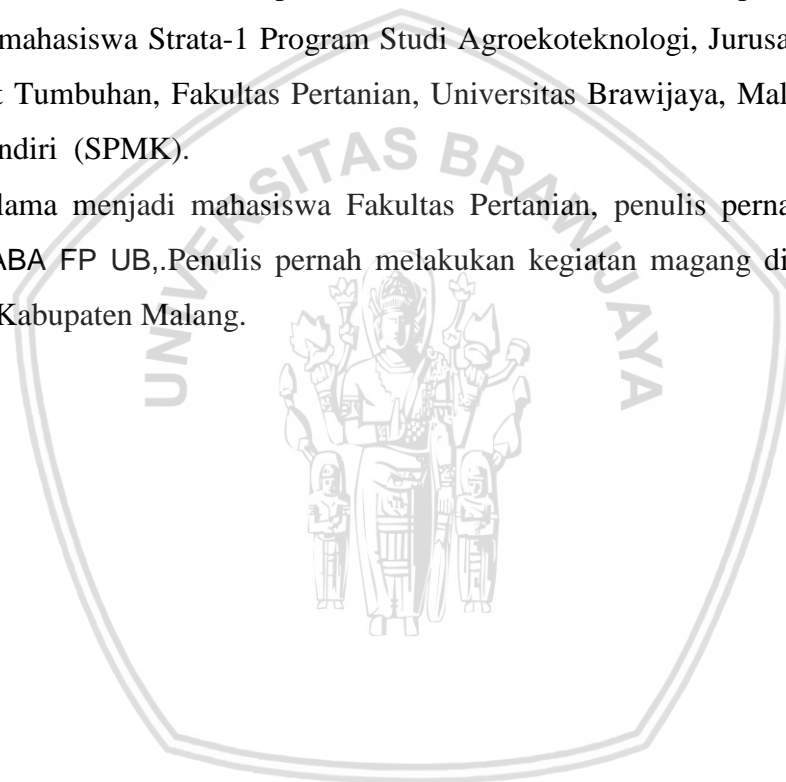 mahasiswa Strata-1 Program Studi Agroekoteknologi, Jurusa
t Tumbuhan, Fakultas Pertanian, Universitas Brawijaya, Mal
ndiri (SPMK).
lama menjadi mahasiswa Fakultas Pertanian, penulis perna
ABA FP UB,.Penulis pernah melakukan kegiatan magang di
Kabupaten Malang.
UNIVERSITAS BRAWIJAYA